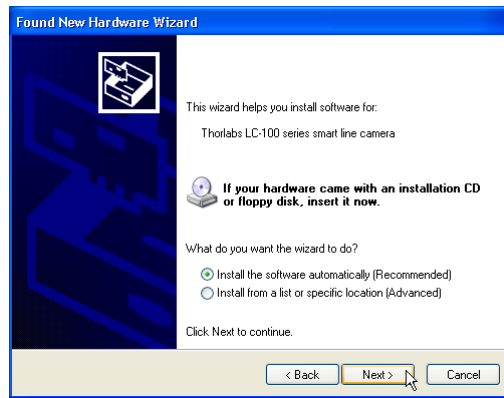 Found New Hardware Wizard
This wizard helps you install software for:
Thorlabs LC-100 series smart line camera
If your hardware came with an installation CD
or floppy disk, insert it now.
What do you want the wizard to do?
Install the software automatically (Recommended)
Install from a list or specific location (Advanced)
Click Next to continue.
< Back Next > Cancel